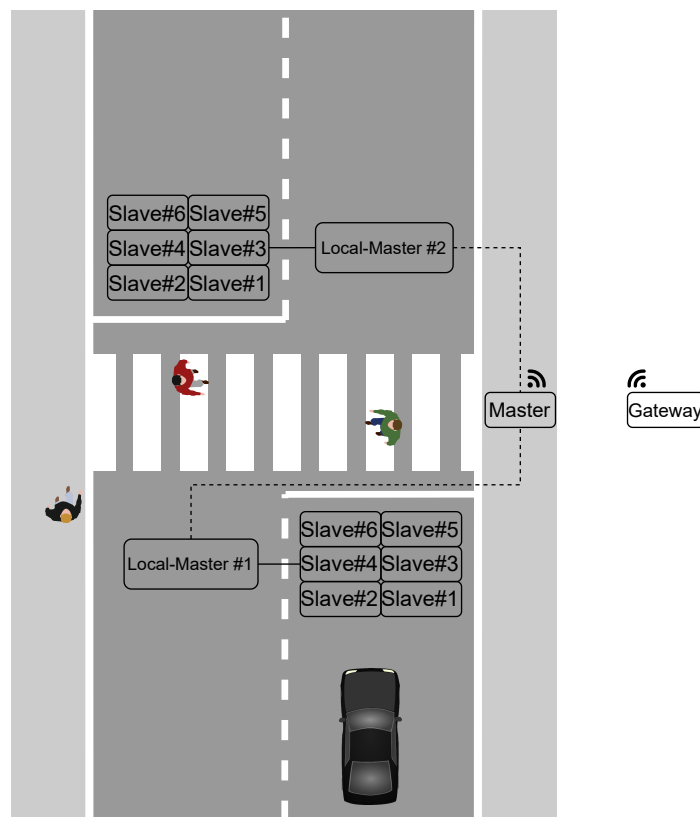 Slave#6 Slave#5
Slave#4 Slave#3
Slave#2 Slave#1
Local-Master #2
Master
Gateway
Local-Master #1
Slave#6 Slave#5
Slave#4 Slave#3
Slave#2 Slave#1